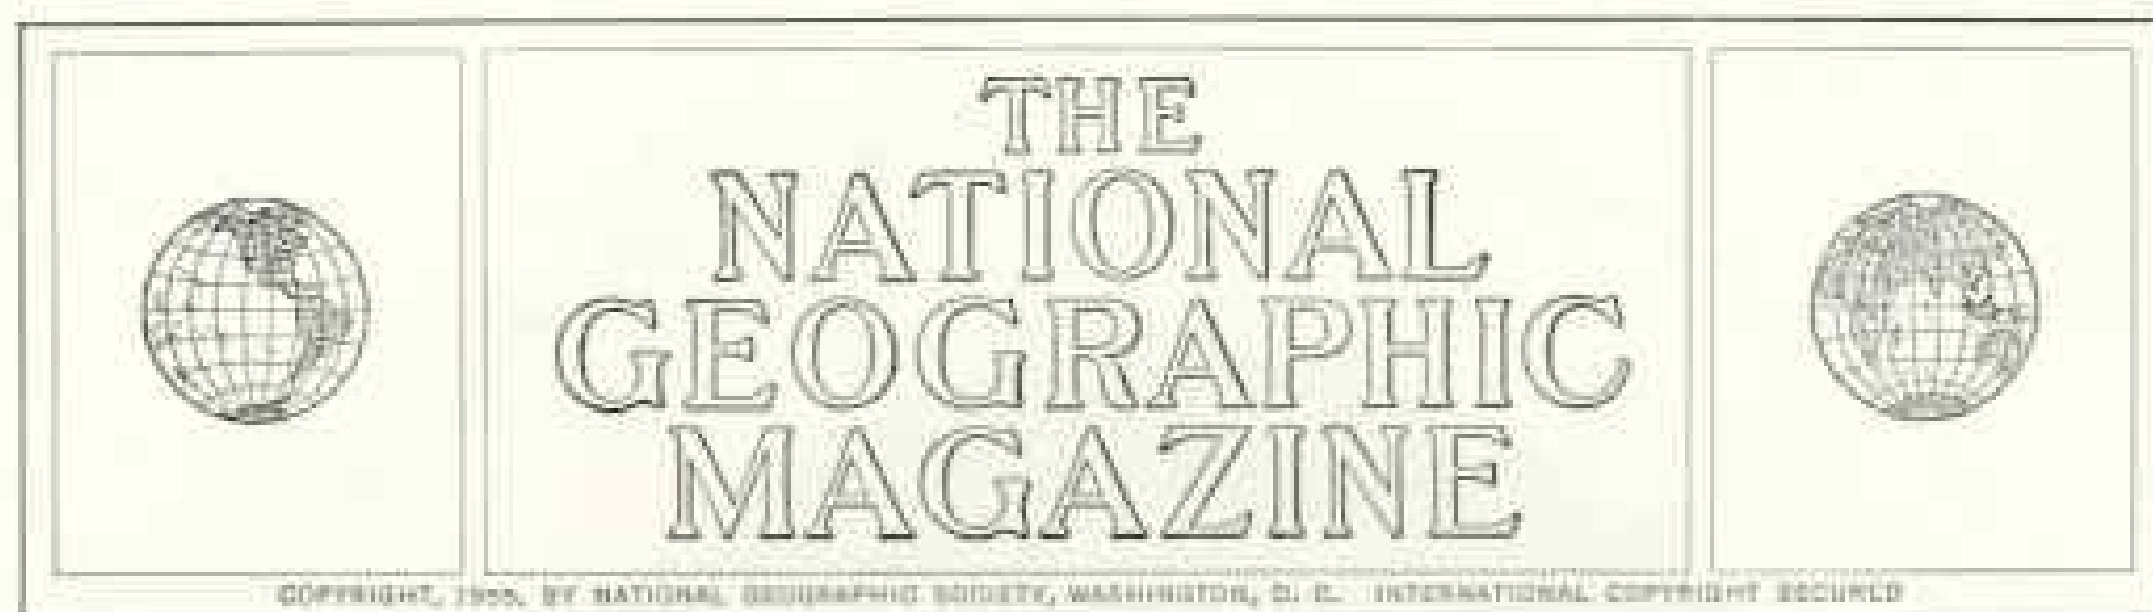 THE
NATIONAL
GEOGRAPHIC
MAGAZINE
COPYRIGHT, BY NATIONAL GEOGRAPHIC SOCIETY, WASHINGTON, D. C. INTERNATIONAL COPYRIGHT SECURED